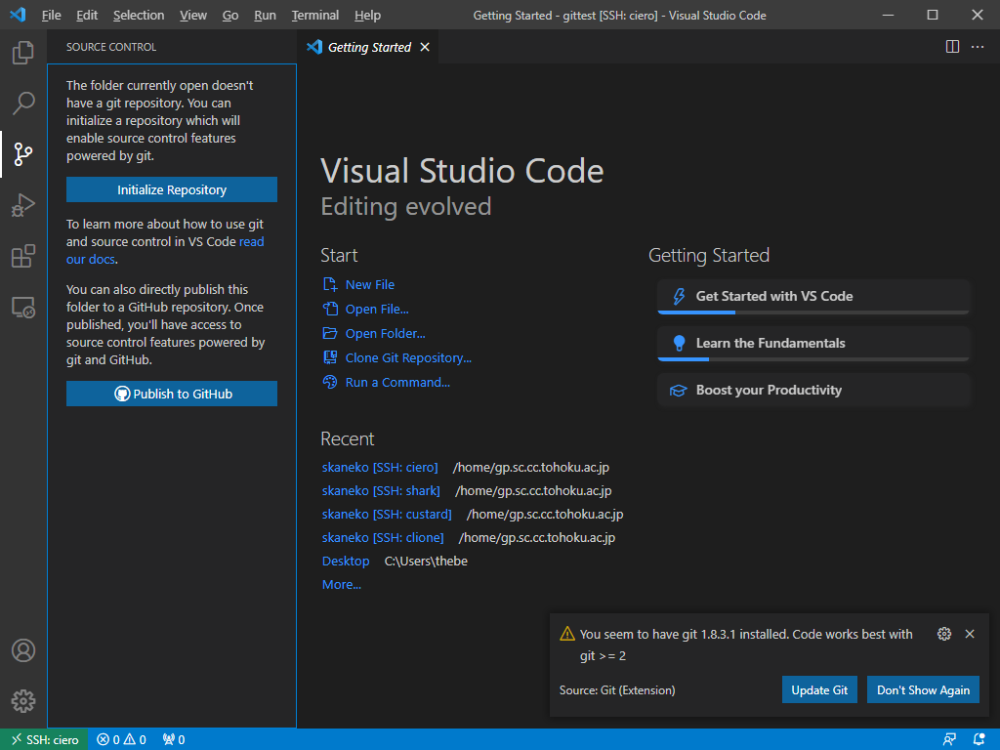 File Edit Selection View Go Run Terminal Help Getting Started - gittest [SSH: ciero] - Visual Studio Code
SOURCE CONTROL
Getting Started
The folder currently open doesn't
have a git repository. You can
initialize a repository which will
enable source control features
powered by git.
Initialize Repository
To learn more about how to use git
and source control in VS Code read
our docs.
You can also directly publish this
folder to a GitHub repository. Once
published, you'll have access to
source control features powered by
git and GitHub.
Publish to GitHub
Visual Studio Code
Editing evolved
Start
New File
Open File...
Open Folder...
Clone Git Repository...
Run a Command...
Getting Started
Get Started with VS Code
Learn the Fundamentals
Boost your Productivity
Recent
skaneko [SSH: ciero] /home/gp.sc.cc.tohoku.ac.jp
skaneko [SSH: shark] /home/gp.sc.cc.tohoku.ac.jp
skaneko [SSH: custard] /home/gp.sc.cc.tohoku.ac.jp
skaneko [SSH: clione] /home/gp.sc.cc.tohoku.ac.jp
Desktop C:\Users\thebe
More...
You seem to have git 1.8.3.1 installed. Code works best with
git >= 2
Source: Git (Extension) Update Git Don't Show Again
SSH: ciero 0 0 0